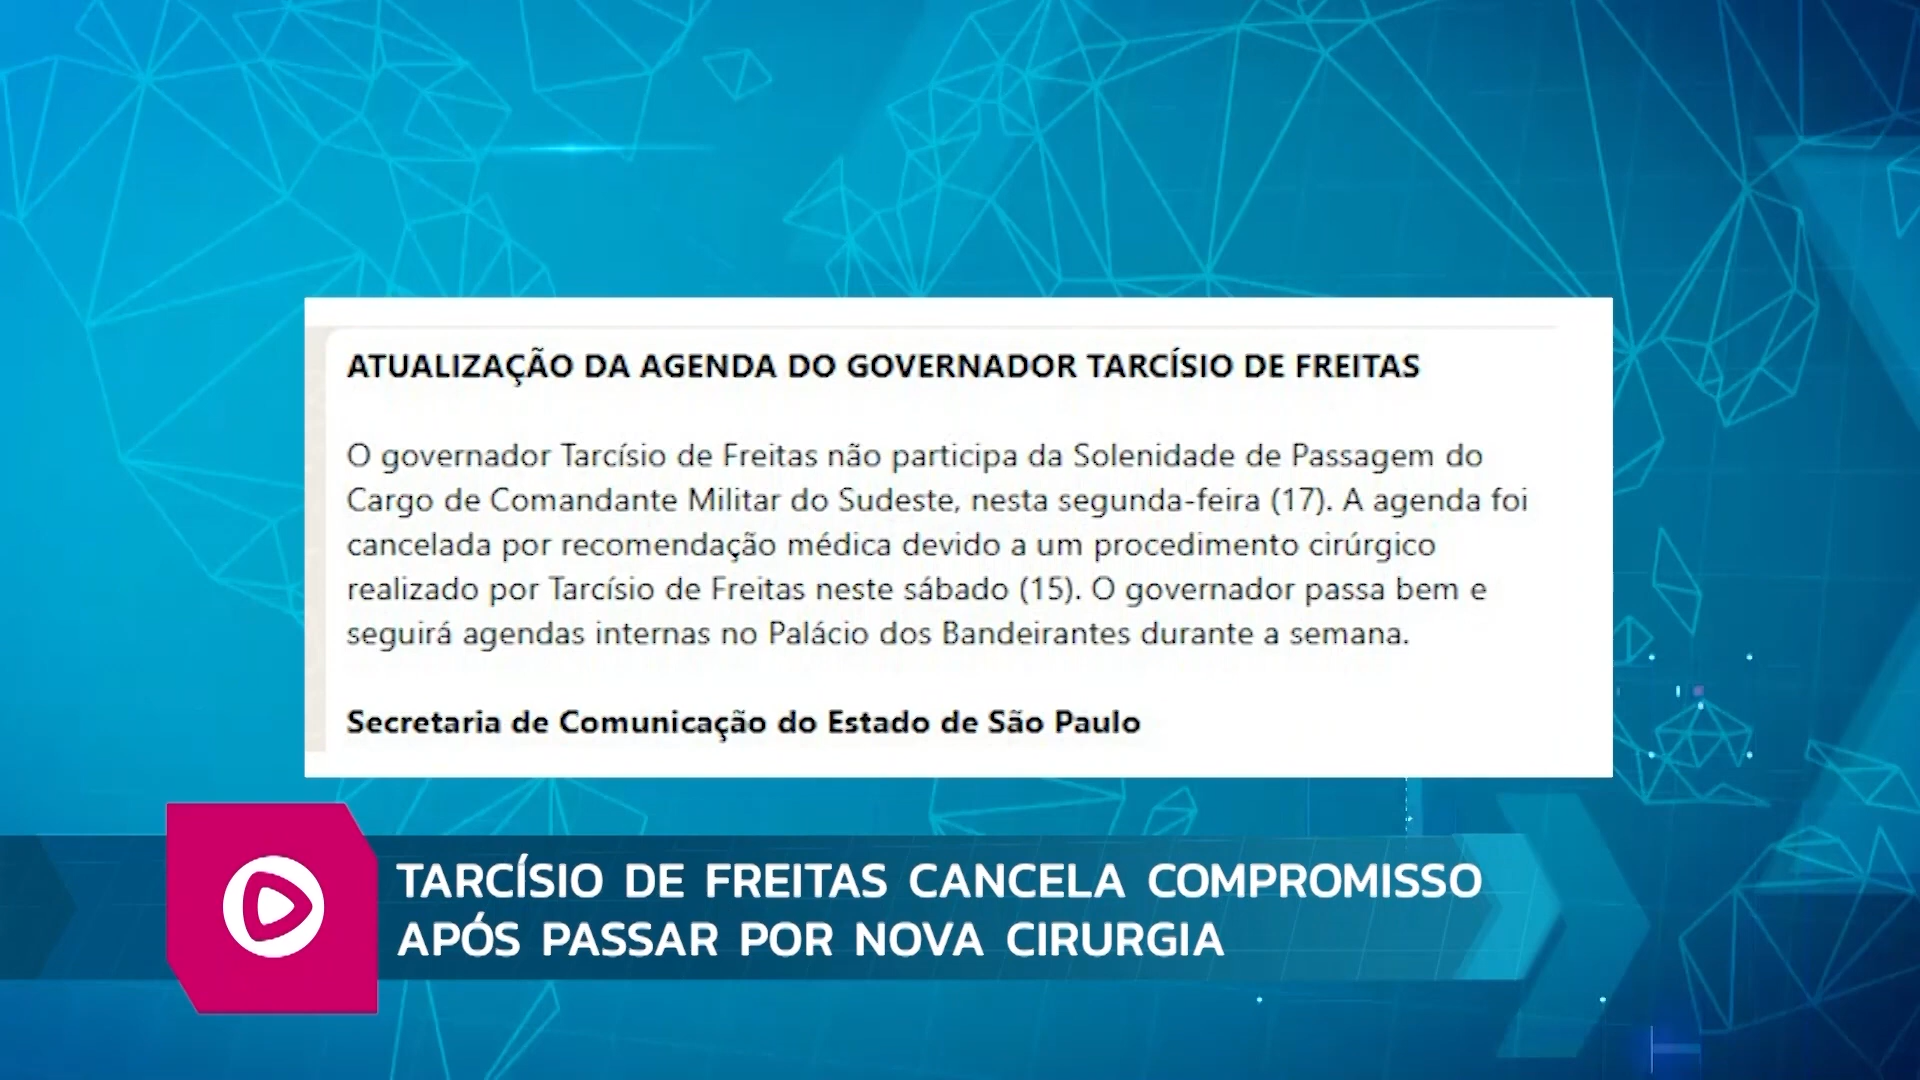 ATUALIZAÇÃO DA AGENDA DO GOVERNADOR TARCÍSIO DE FREITAS
O governador Tarcísio de Freitas não participa da Solenidade de Passagem do
Cargo de Comandante Militar do Sudeste, nesta segunda-feira (17). A agenda foi
cancelada por recomendação médica devido a um procedimento cirúrgico
realizado por Tarcísio de Freitas neste sábado (15). O governador passa bem e
seguirá agendas internas no Palácio dos Bandeirantes durante a semana.
Secretaria de Comunicação do Estado de São Paulo
TARCÍSIO DE FREITAS CANCELA COMPROMISSO
APÓS PASSAR POR NOVA CIRURGIA